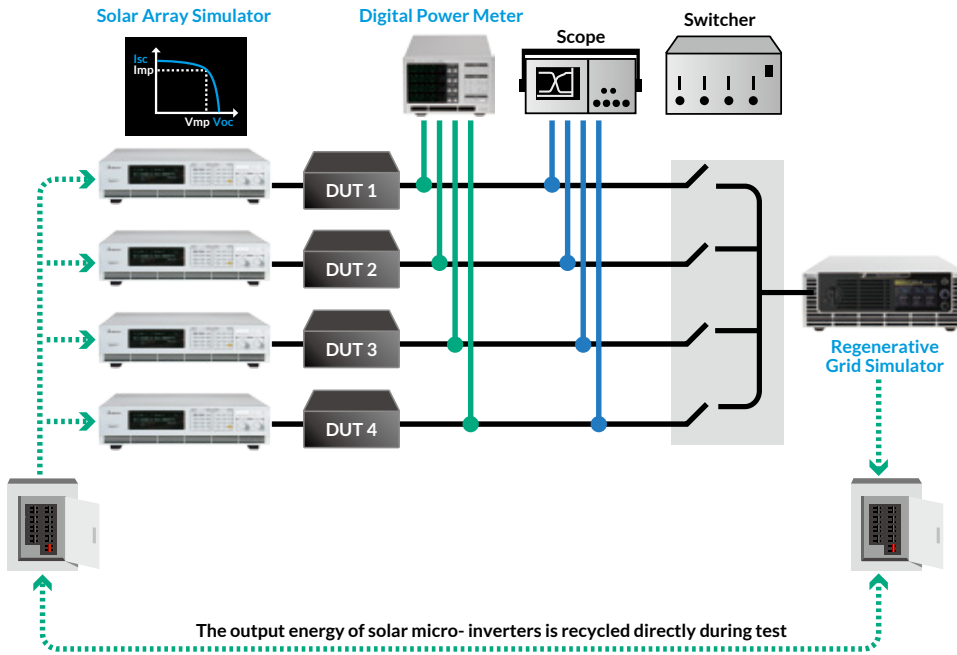 Solar Array Simulator
Digital Power Meter
Scope
Switcher
Isc
Imp
Vmp Voc
DUT 1
DUT 2
DUT 3
DUT 4
Regenerative
Grid Simulator
The output energy of solar micro- inverters is recycled directly during test